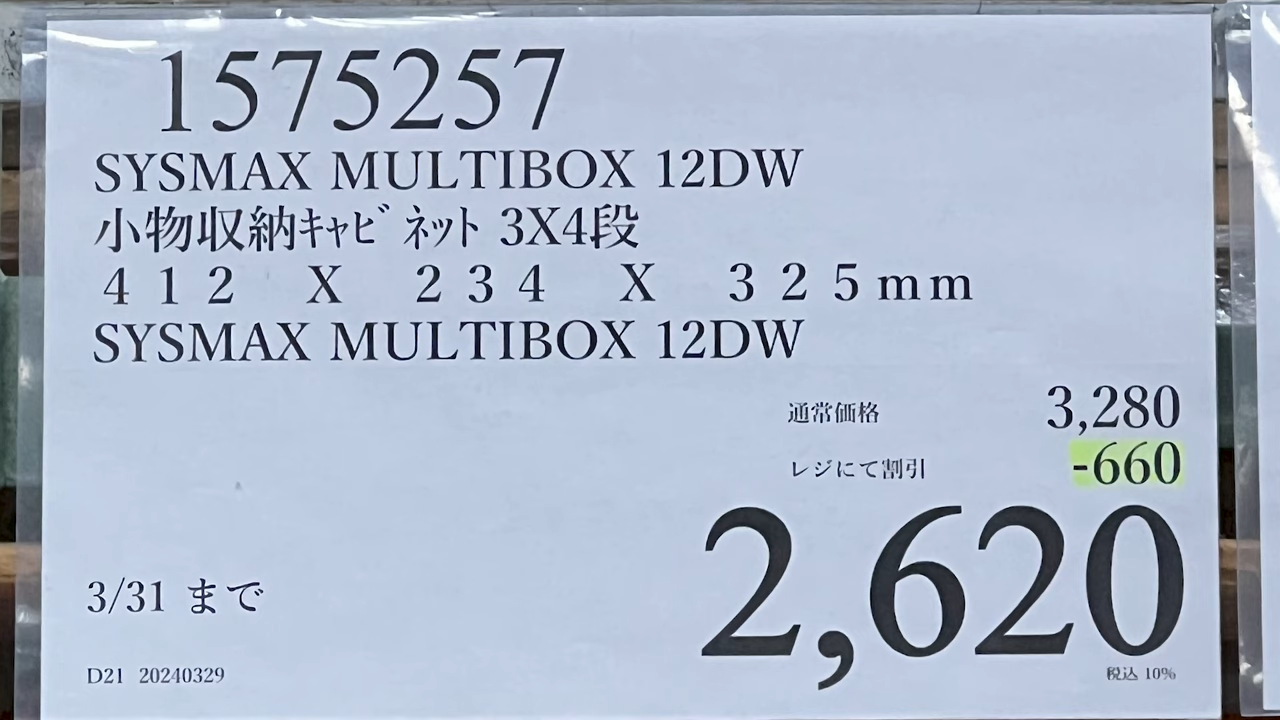 1575257
SYSMAX MULTIBOX 12DW
小物収納ｷｬﾋﾞﾈｯﾄ 3X4段
４１２　Ｘ　２３４　Ｘ　３２５ｍｍ
SYSMAX MULTIBOX 12DW
通常価格 3,280
レジにて割引 -660
2,620
3/31 まで
D21 20240329 税込 10%